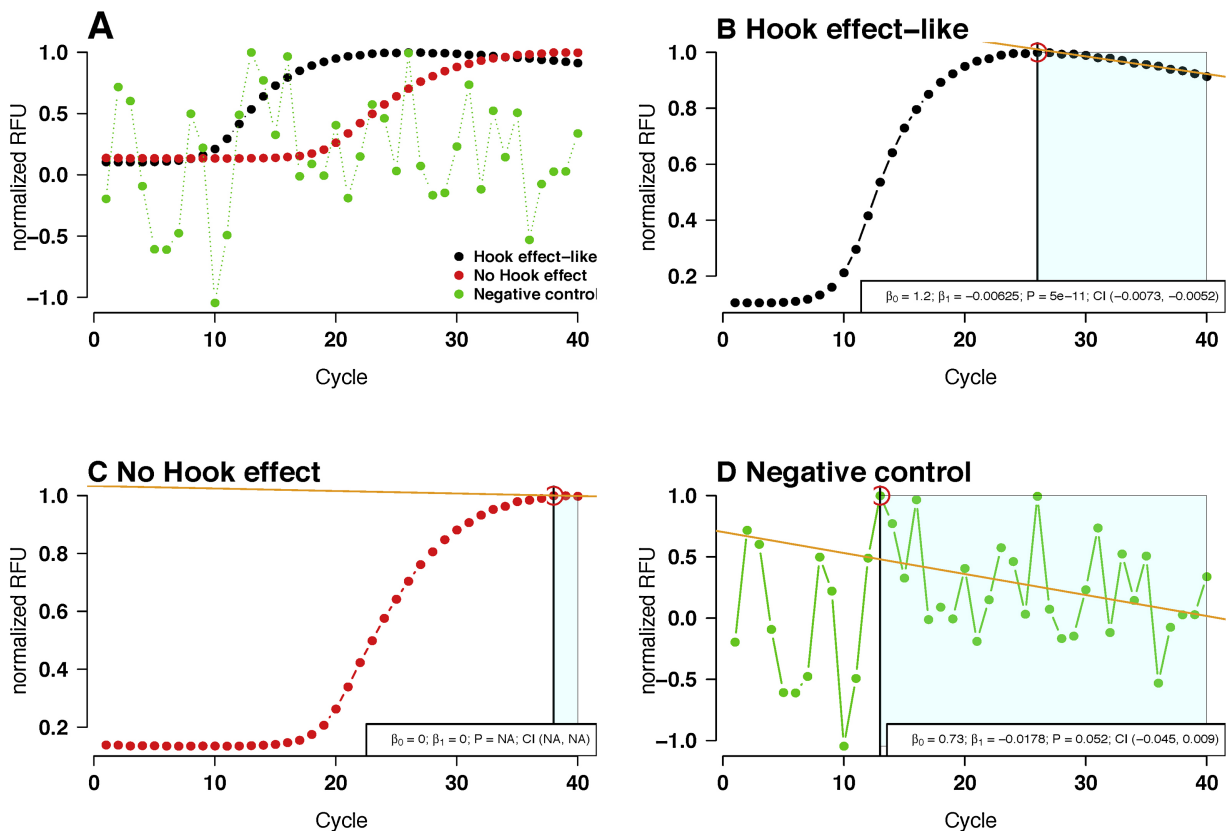 A
normalized RFU
1.0
0.5
0.0
−0.5
−1.0
Hook effect−like
No Hook effect
Negative control
0 10 20 30 40
Cycle
B Hook effect−like
normalized RFU
1.0
0.8
0.6
0.4
0.2
β0 = 1.2; β1 = −0.00625; P = 5e−11; CI (−0.0073, −0.0052)
0 10 20 30 40
Cycle
C No Hook effect
normalized RFU
1.0
0.8
0.6
0.4
0.2
β0 = 0; β1 = 0; P = NA; CI (NA, NA)
0 10 20 30 40
Cycle
D Negative control
normalized RFU
1.0
0.5
0.0
−0.5
−1.0
β0 = 0.73; β1 = −0.0178; P = 0.052; CI (−0.045, 0.009)
0 10 20 30 40
Cycle